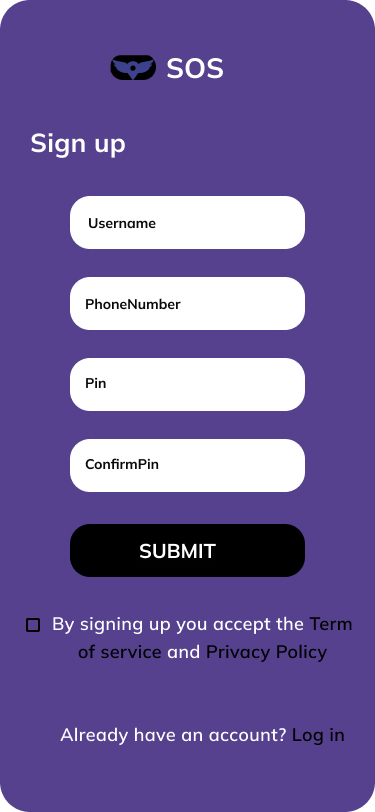 SOS
Sign up
Username
PhoneNumber
Pin
ConfirmPin
SUBMIT
By signing up you accept the Term
of service and Privacy Policy
Already have an account? Log in